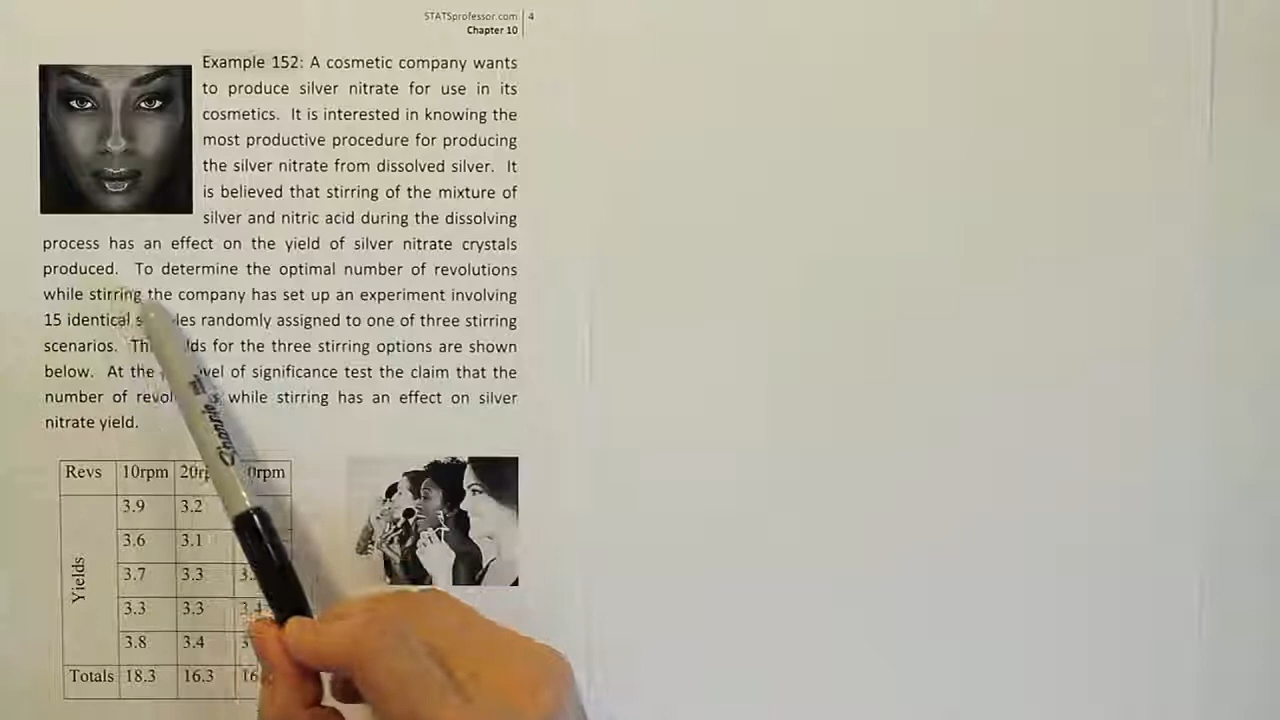 STATSprofessor.com 4
Chapter 10
Example 152: A cosmetic company wants
to produce silver nitrate for use in its
cosmetics. It is interested in knowing the
most productive procedure for producing
the silver nitrate from dissolved silver. It
is believed that stirring of the mixture of
silver and nitric acid during the dissolving
process has an effect on the yield of silver nitrate crystals
produced. To determine the optimal number of revolutions
while stirring the company has set up an experiment involving
15 identical randomly assigned to one of three stirring
scenarios. for the three stirring options are shown
below. At the of significance test the claim that the
number of while stirring has an effect on silver
nitrate yield.
Revs 10rpm
Yields
3.9 3.2
3.6 3.1
3.7 3.3
3.3 3.3
3.8 3.4
Totals 18.3 16.3
Sharpie